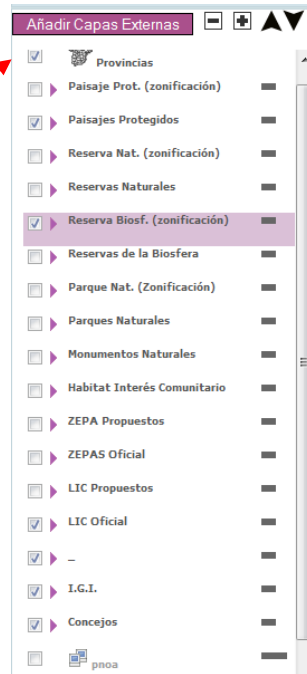 Añadir Capas Externas
Provincias
Paisaje Prot. (zonificación)
Paisajes Protegidos
Reserva Nat. (zonificación)
Reservas Naturales
Reserva Biosf. (zonificación)
Reservas de la Biosfera
Parque Nat. (Zonificación)
Parques Naturales
Monumentos Naturales
Habitat Interés Comunitario
ZEPA Propuestos
ZEPAS Oficial
LIC Propuestos
LIC Oficial
_
I.G.I.
Concejos
pnoa